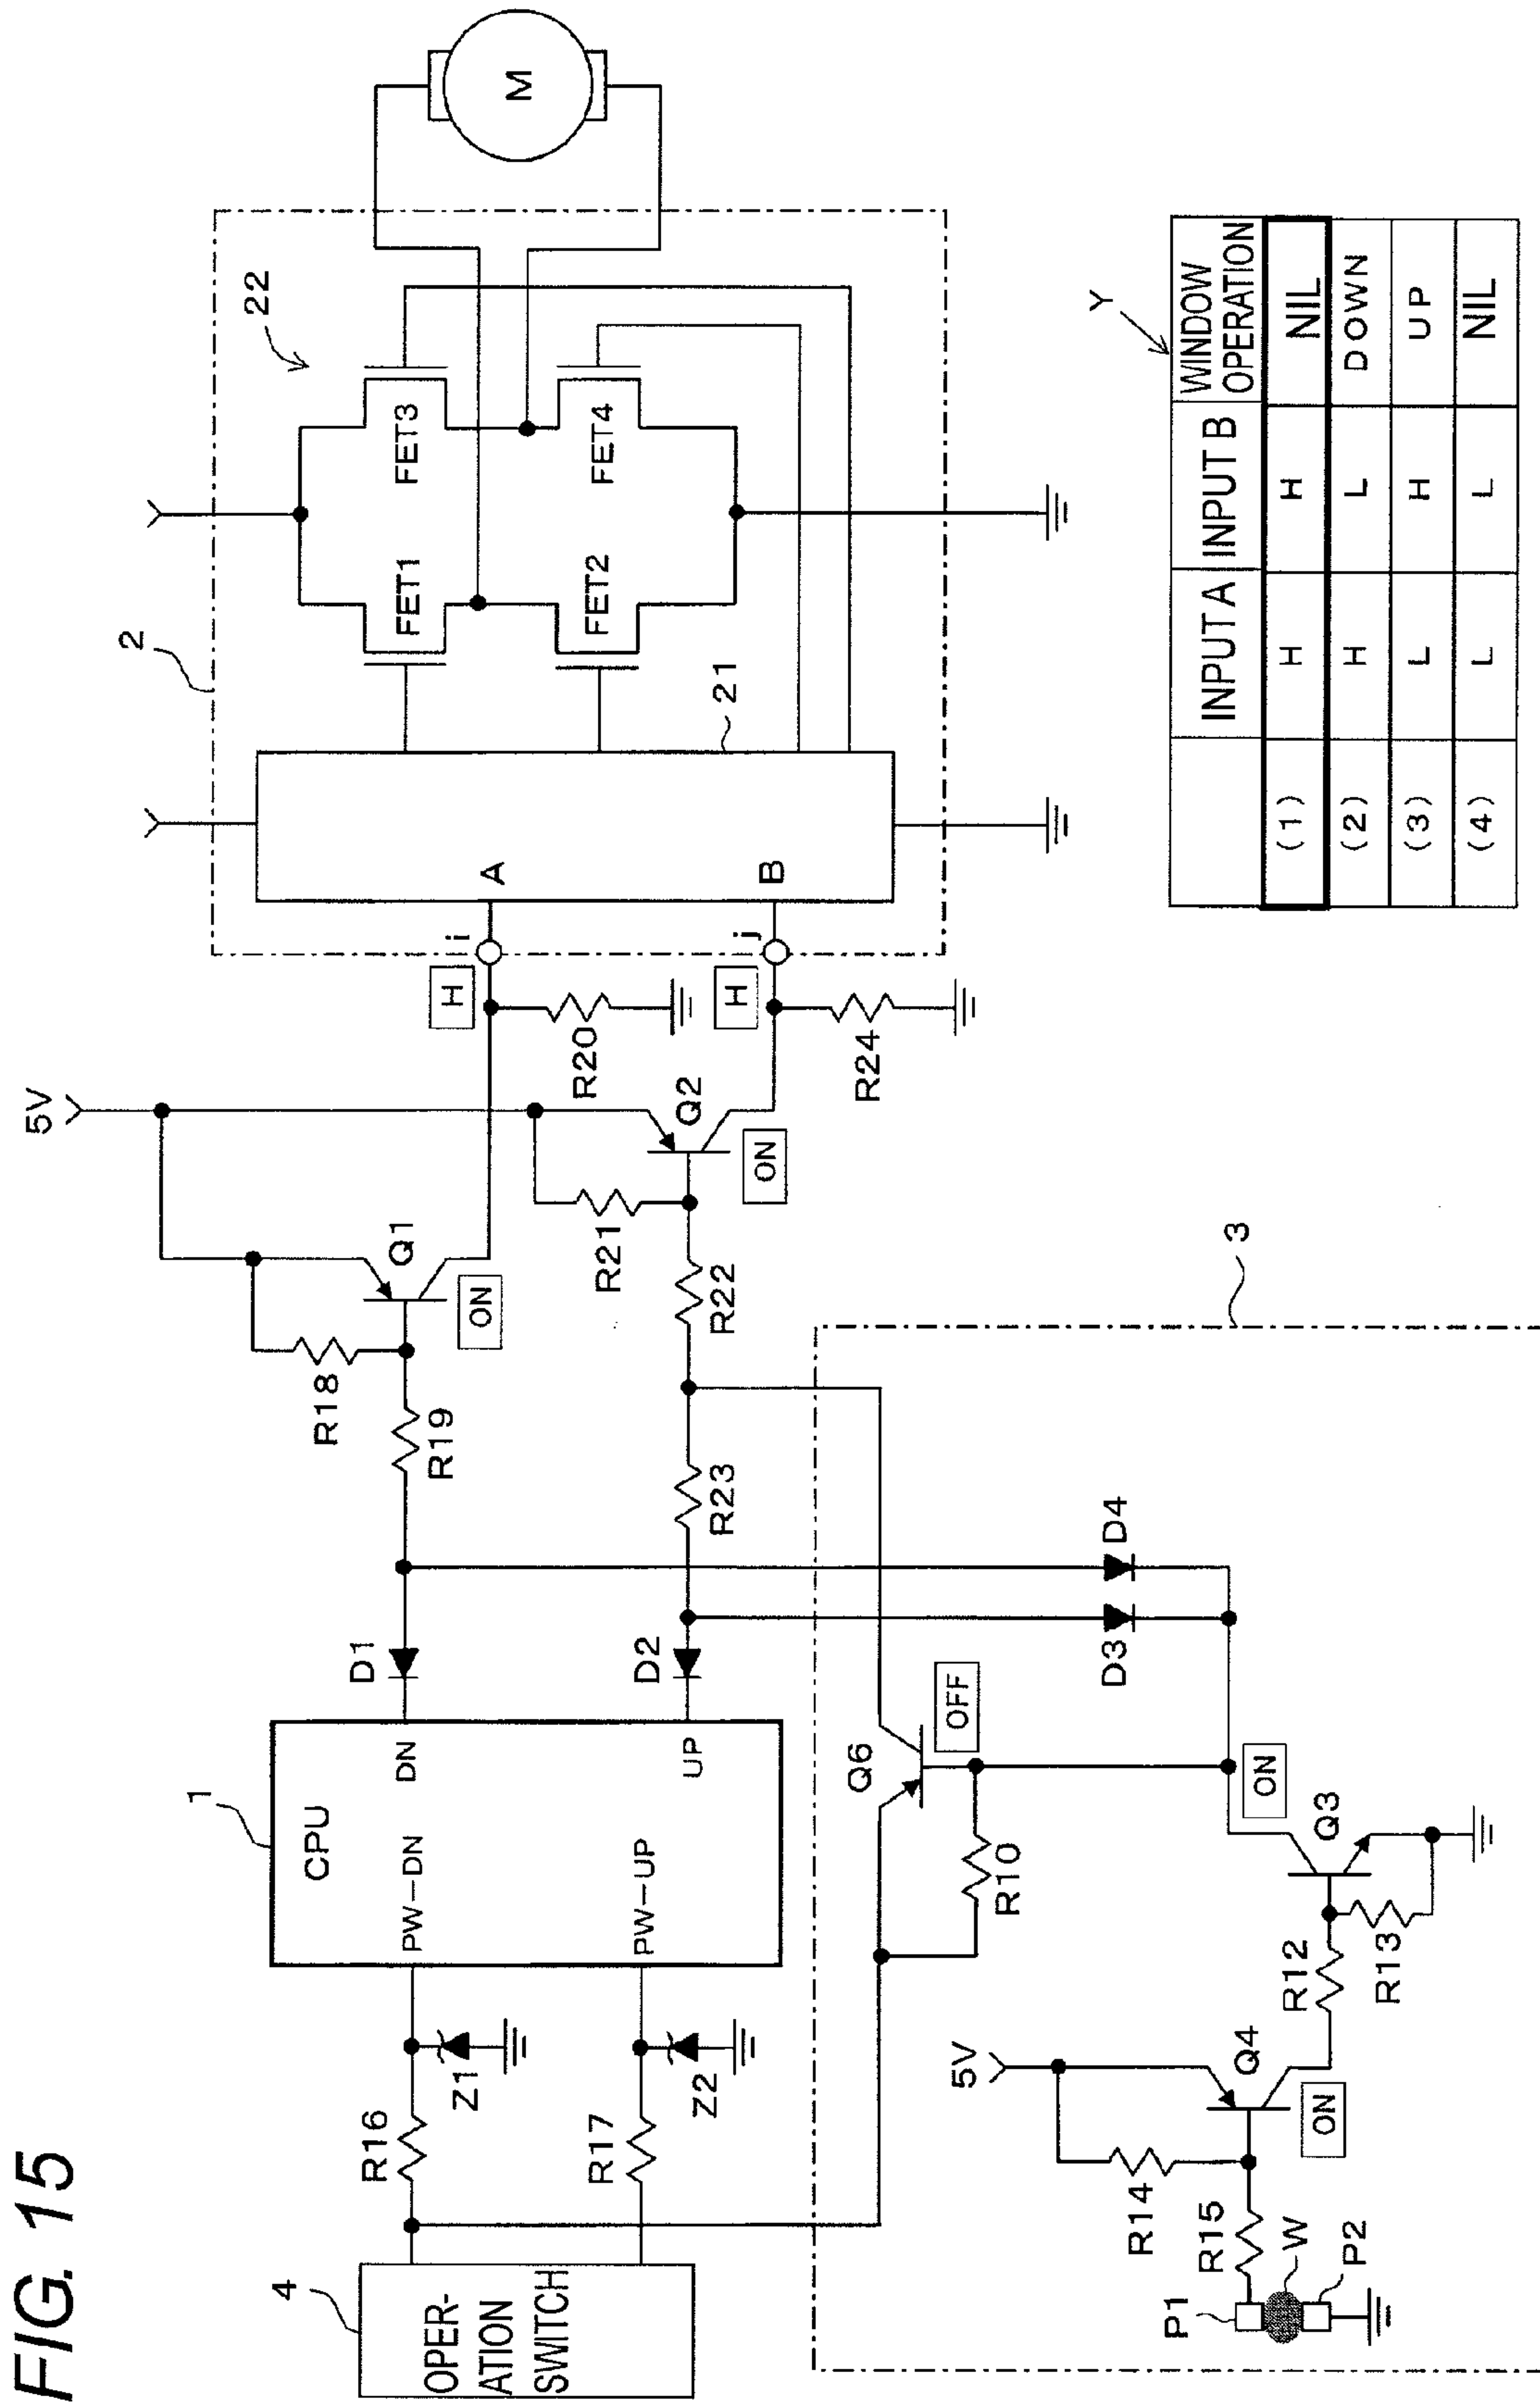 FIG. 15
4
OPER-
ATION
SWITCH
R16
R17
Z1
Z2
1
CPU
PW-DN
PW-UP
DN
UP
D1
D2
R18
R19
R23
R22
R21
Q1
ON
Q2
ON
5V
H
i
H
j
R20
R24
2
A
B
21
22
FET1
FET2
FET3
FET4
M
3
Q6
OFF
R10
D3
D4
ON
Q3
R12
R13
5V
Q4
ON
R14
R15
P1
W
P2
Y
INPUT A INPUT B WINDOW OPERATION
(1) H H NIL
(2) H L DOWN
(3) L H UP
(4) L L NIL